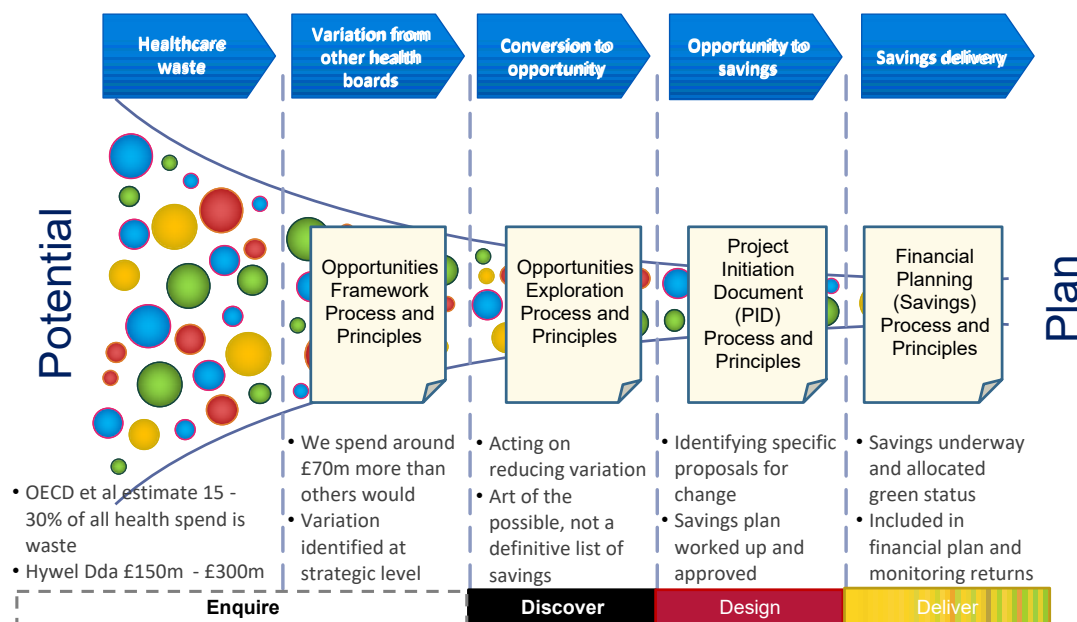 Healthcare
waste
Variation from
other health
boards
Conversion to
opportunity
Opportunity to
savings
Savings delivery
Potential
Opportunities
Framework
Process and
Principles
Opportunities
Exploration
Process and
Principles
Project
Initiation
Document
(PID)
Process and
Principles
Financial
Planning
(Savings)
Process and
Principles
Plan
• OECD et al estimate 15 -
30% of all health spend is
waste
• Hywel Dda £150m - £300m
• We spend around
£70m more than
others would
• Variation
identified at
strategic level
• Acting on
reducing variation
• Art of the
possible, not a
definitive list of
savings
• Identifying specific
proposals for
change
• Savings plan
worked up and
approved
• Savings underway
and allocated
green status
• Included in
financial plan and
monitoring returns
Enquire
Discover
Design
Deliver